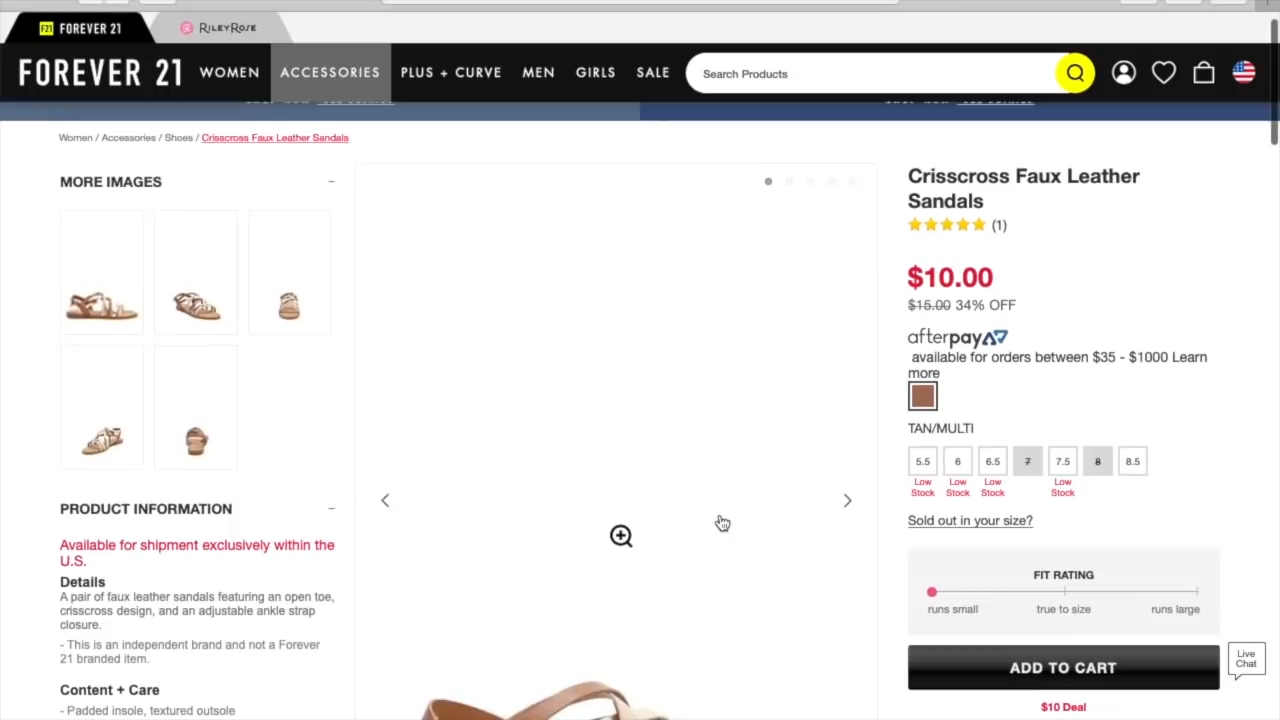 F21 FOREVER 21
RILEYROSE
FOREVER 21 WOMEN ACCESSORIES PLUS + CURVE MEN GIRLS SALE Search Products
Women / Accessories / Shoes / Crisscross Faux Leather Sandals
MORE IMAGES
Crisscross Faux Leather
Sandals
(1)
$10.00
$15.00 34% OFF
afterpay
available for orders between $35 - $1000 Learn
more
TAN/MULTI
5.5 6 6.5 7 7.5 8 8.5
Low Low Low Low
Stock Stock Stock Stock
Sold out in your size?
PRODUCT INFORMATION
Available for shipment exclusively within the
U.S.
Details
A pair of faux leather sandals featuring an open toe,
crisscross design, and an adjustable ankle strap
closure.
- This is an independent brand and not a Forever
21 branded item.
Content + Care
- Padded insole, textured outsole
FIT RATING
runs small true to size runs large
ADD TO CART
$10 Deal
Live
Chat